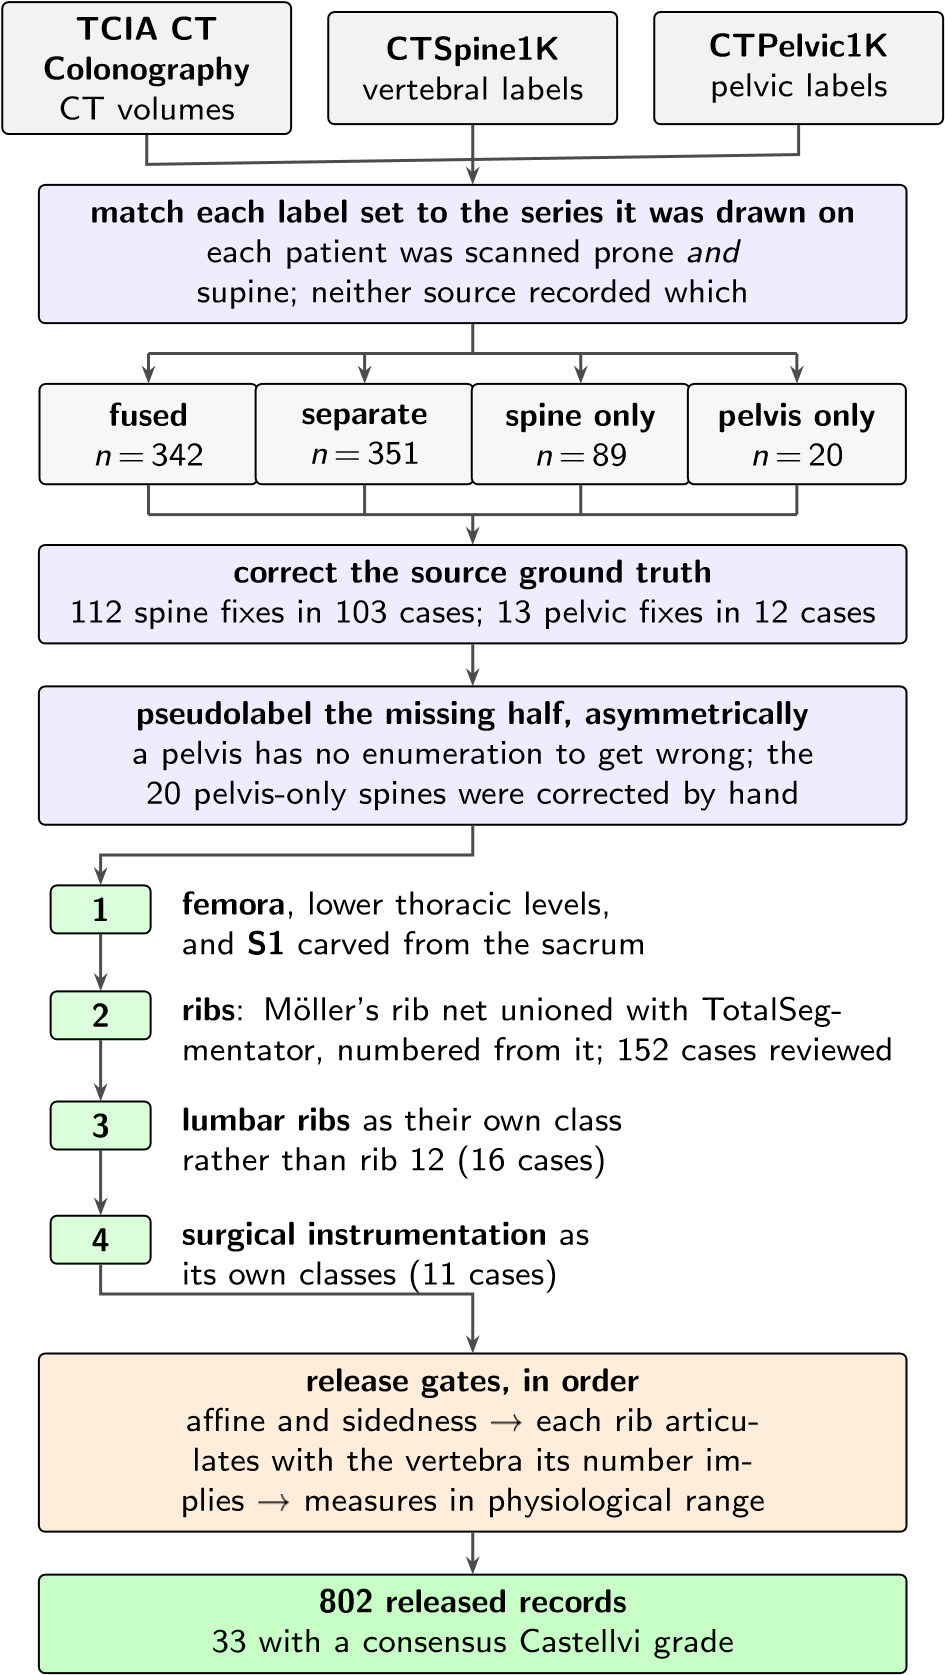 TCIA CT
Colonography
CT volumes
CTSpine1K
vertebral labels
CTPelvic1K
pelvic labels
match each label set to the series it was drawn on
each patient was scanned prone and
supine; neither source recorded which
fused
n = 342
separate
n = 351
spine only
n = 89
pelvis only
n = 20
correct the source ground truth
112 spine fixes in 103 cases; 13 pelvic fixes in 12 cases
pseudolabel the missing half, asymmetrically
a pelvis has no enumeration to get wrong; the
20 pelvis-only spines were corrected by hand
1
femora, lower thoracic levels,
and S1 carved from the sacrum
2
ribs: Möller's rib net unioned with TotalSeg-
mentator, numbered from it; 152 cases reviewed
3
lumbar ribs as their own class
rather than rib 12 (16 cases)
4
surgical instrumentation as
its own classes (11 cases)
release gates, in order
affine and sidedness → each rib articu-
lates with the vertebra its number im-
plies → measures in physiological range
802 released records
33 with a consensus Castellvi grade